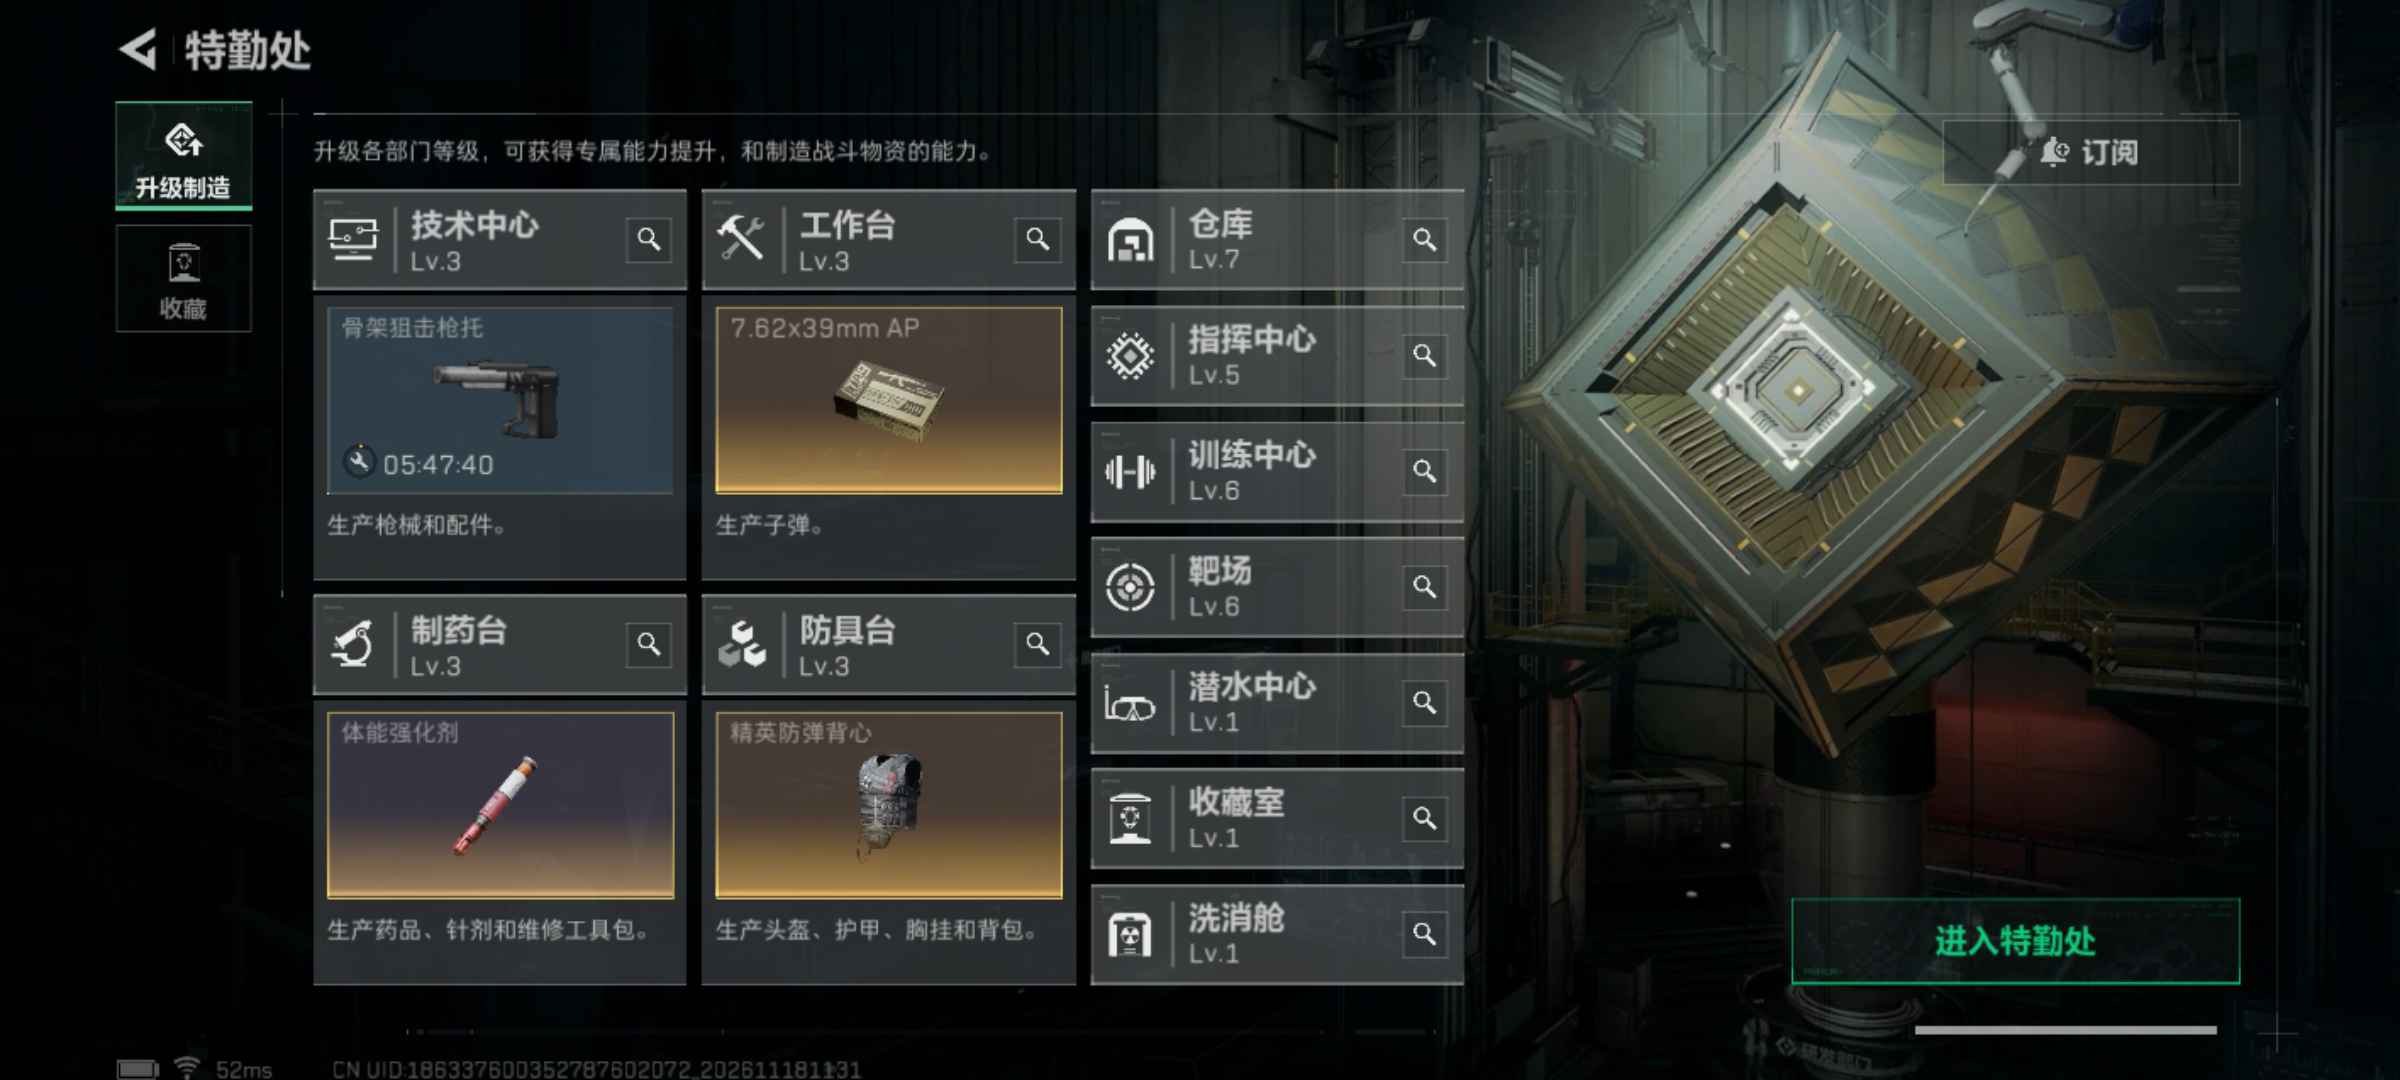 特勤处
升级制造
收藏
升级各部门等级，可获得专属能力提升，和制造战斗物资的能力。
订阅
技术中心
Lv.3
骨架狙击枪托
05:47:40
生产枪械和配件。
工作台
Lv.3
7.62x39mm AP
生产子弹。
制药台
Lv.3
体能强化剂
生产药品、针剂和维修工具包。
防具台
Lv.3
精英防弹背心
生产头盔、护甲、胸挂和背包。
仓库
Lv.7
指挥中心
Lv.5
训练中心
Lv.6
靶场
Lv.6
潜水中心
Lv.1
收藏室
Lv.1
洗消舱
Lv.1
进入特勤处
研发部门
52ms
CN UID:186337600352787602072_202611181131